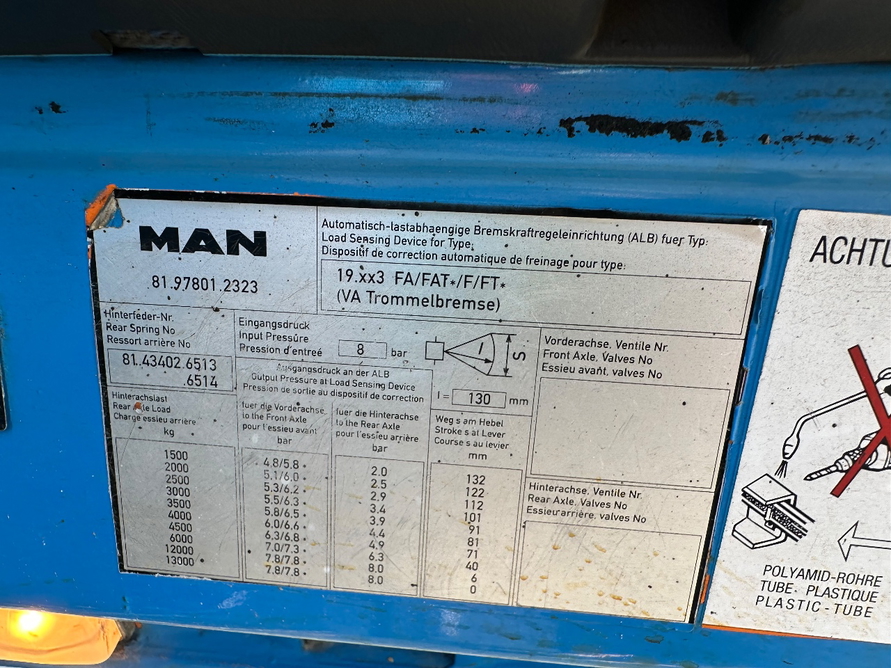 MAN
81.97801.2323
Automatisch-lastabhaengige Bremskraftregeleinrichtung (ALB) fuer Typ:
Load Sensing Device for Type:
Dispositif de correction automatique de freinage pour type:
19.xx3 FA/FAT*/F/FT*
(VA Trommelbremse)
Hinterfeder-Nr.
Rear Spring No
Ressort arrière No
81.43402.6513
.6514
Eingangsdruck
Input Pressure
Pression d'entreé
8 bar
l
S
l = 130 mm
Ausgangsdruck an der ALB
Output Pressure at Load Sensing Device
Pression de sortie au dispositif de correction
Vorderachse, Ventile Nr.
Front Axle, Valves No
Essieu avant, valves No
Hinterachse, Ventile Nr.
Rear Axle, Valves No
Essieu arrière, valves No
Hinterachslast
Rear Axle Load
Charge essieu arrière
kg
fuer die Vorderachse
to the Front Axle
pour l'essieu avant
bar
fuer die Hinterachse
to the Rear Axle
pour l'essieu arrière
bar
Weg s am Hebel
Stroke s at Lever
Course s au levier
mm
1500 4.8/5.8 * 2.0 132
2000 5.1/6.0 * 2.5 122
2500 5.3/6.2 * 2.9 112
3000 5.5/6.3 * 3.4 101
3500 5.8/6.5 * 3.9 91
4000 6.0/6.6 * 4.4 81
4500 6.3/6.8 * 4.9 71
6000 7.0/7.3 * 6.3 40
12000 7.8/7.8 * 8.0 6
13000 7.8/7.8 * 8.0 0
ACHTU
POLYAMID-ROHRE
TUBE PLASTIQUE
PLASTIC-TUBE